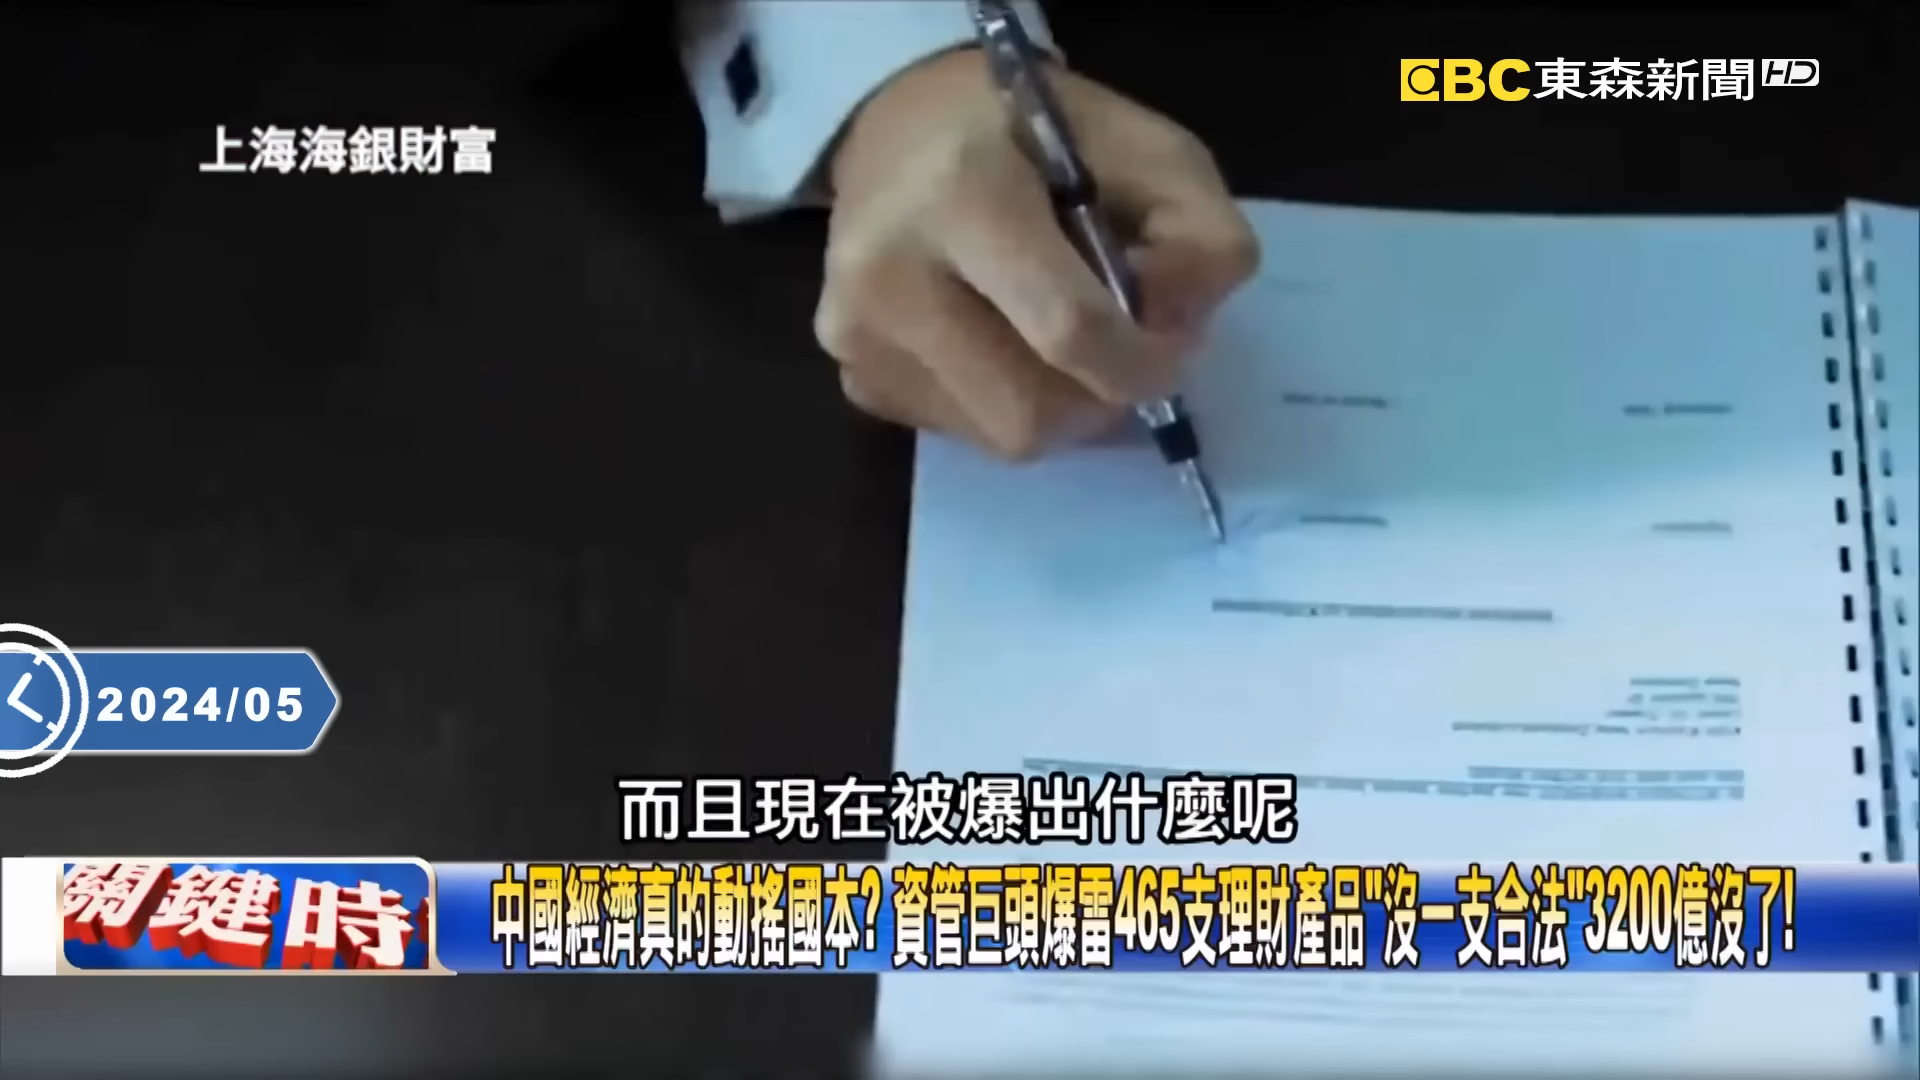 EBC東森新聞HD
上海海銀財富
2024/05
而且現在被爆出什麼呢
關鍵時
中國經濟真的動搖國本? 資管巨頭爆雷465支理財產品"沒一支合法"3200億沒了!